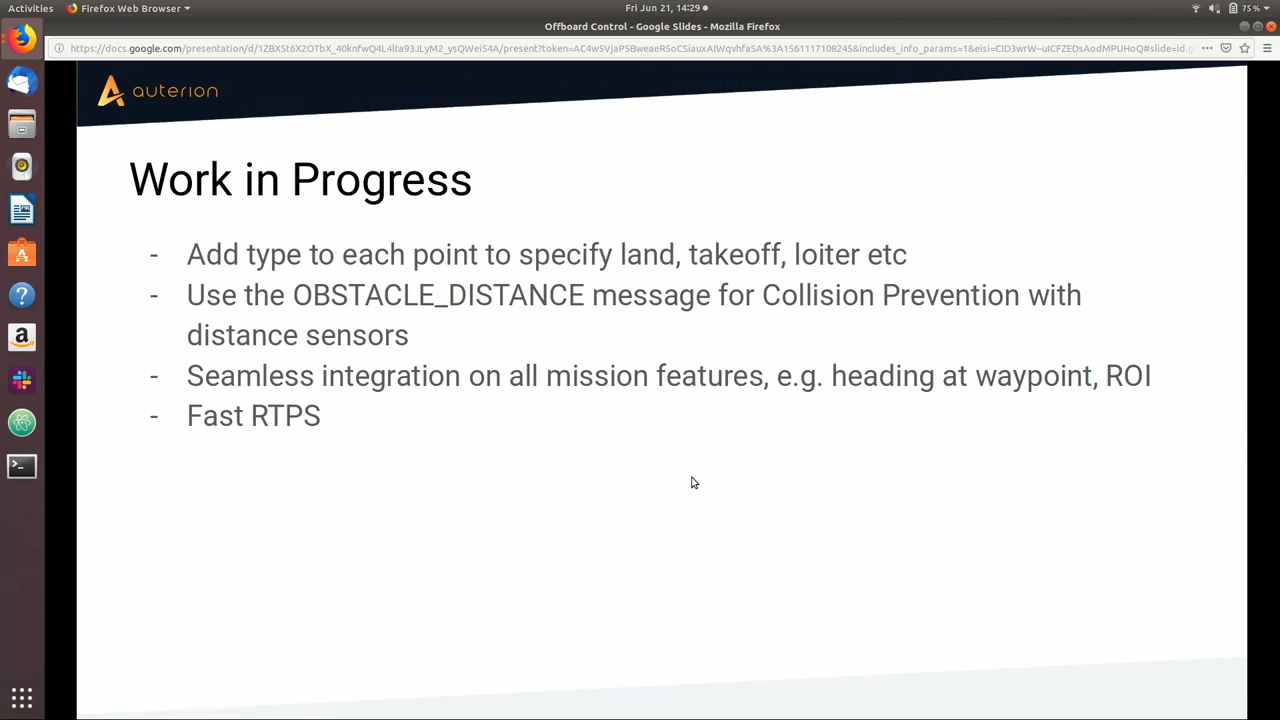 Activities Firefox Web Browser Fri Jun 21, 14:29 75%
Offboard Control - Google Slides - Mozilla Firefox
auterion
Work in Progress
- Add type to each point to specify land, takeoff, loiter etc
- Use the OBSTACLE_DISTANCE message for Collision Prevention with
distance sensors
- Seamless integration on all mission features, e.g. heading at waypoint, ROI
- Fast RTPS